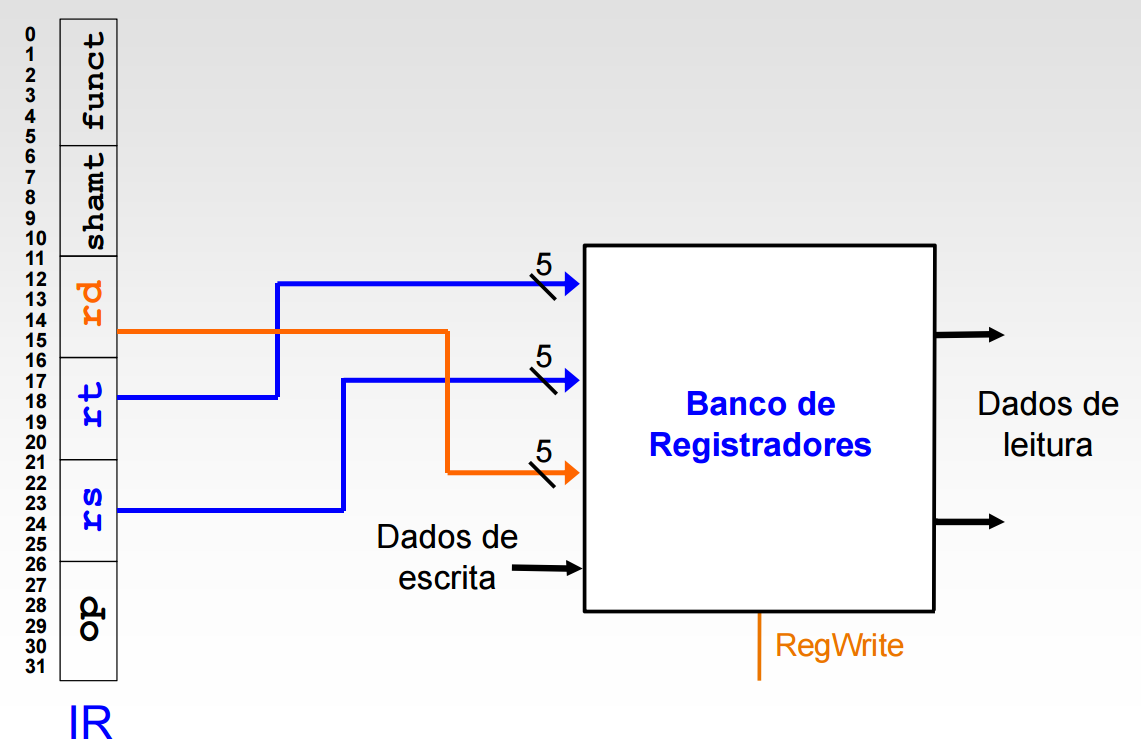 0
1
2
3
4
5
6
7
8
9
10
11
12
13
14
15
16
17
18
19
20
21
22
23
24
25
26
27
28
29
30
31
funct
shamt
rd
rt
rs
op
IR
5
5
5
Dados de
escrita
Banco de
Registradores
Dados de
leitura
RegWrite